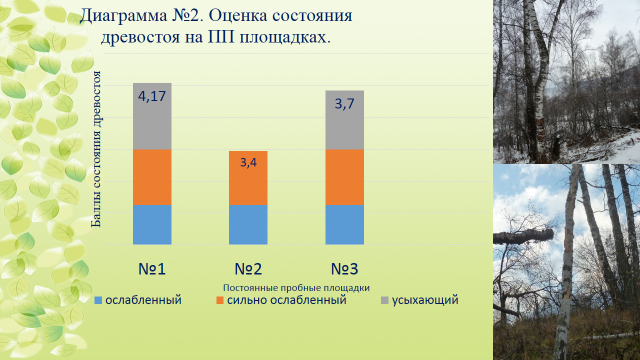 Диаграмма №2. Оценка состояния
древостоя на ПП площадках.
Баллы состояния древостоя
4,17
3,4
3,7
№1
№2
№3
Постоянные пробные площадки
ослабленный
сильно ослабленный
усыхающий